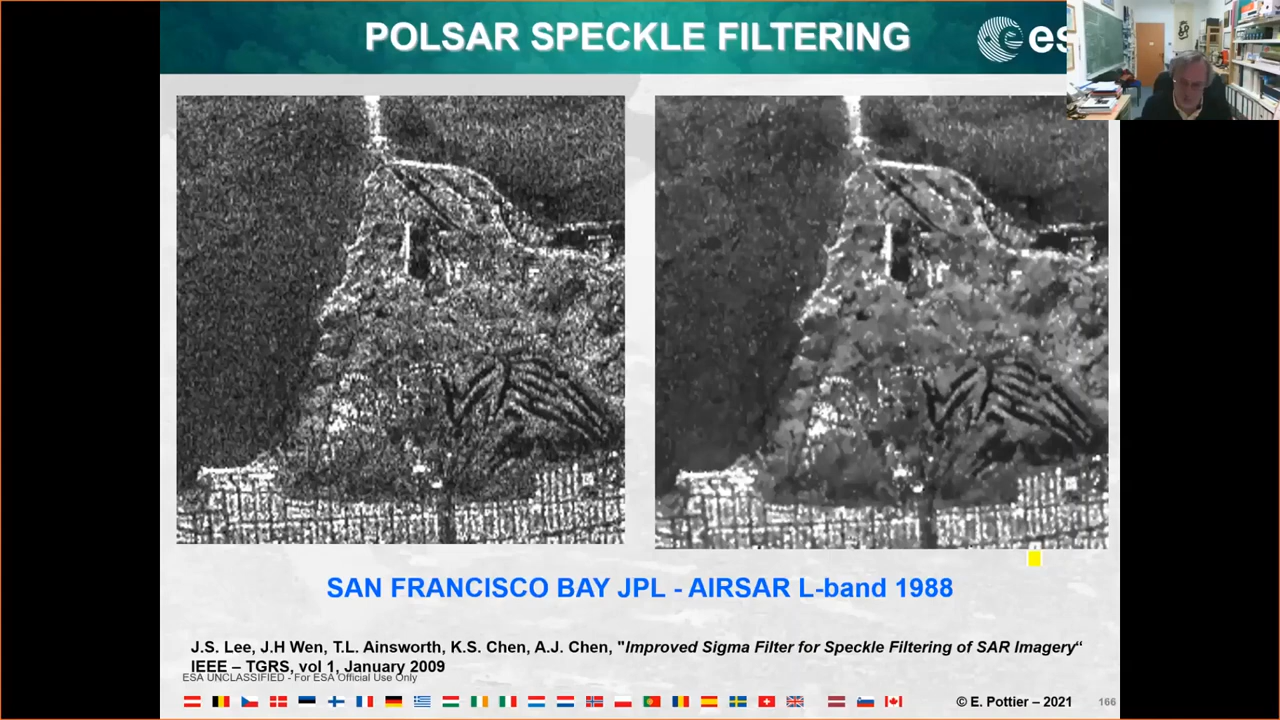 POLSAR SPECKLE FILTERING
es
SAN FRANCISCO BAY JPL - AIRSAR L-band 1988
J.S. Lee, J.H Wen, T.L. Ainsworth, K.S. Chen, A.J. Chen, "Improved Sigma Filter for Speckle Filtering of SAR Imagery“
IEEE – TGRS, vol 1, January 2009
ESA UNCLASSIFIED - For ESA Official Use Only
© E. Pottier – 2021 166